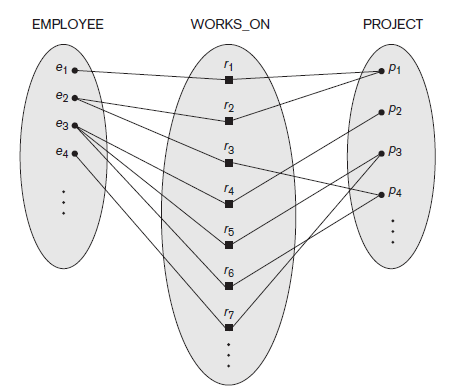 EMPLOYEE WORKS_ON PROJECT
e1 r1 p1
e2 r2 p2
e3 r3 p3
e4 r4 p4
r5
r6
r7